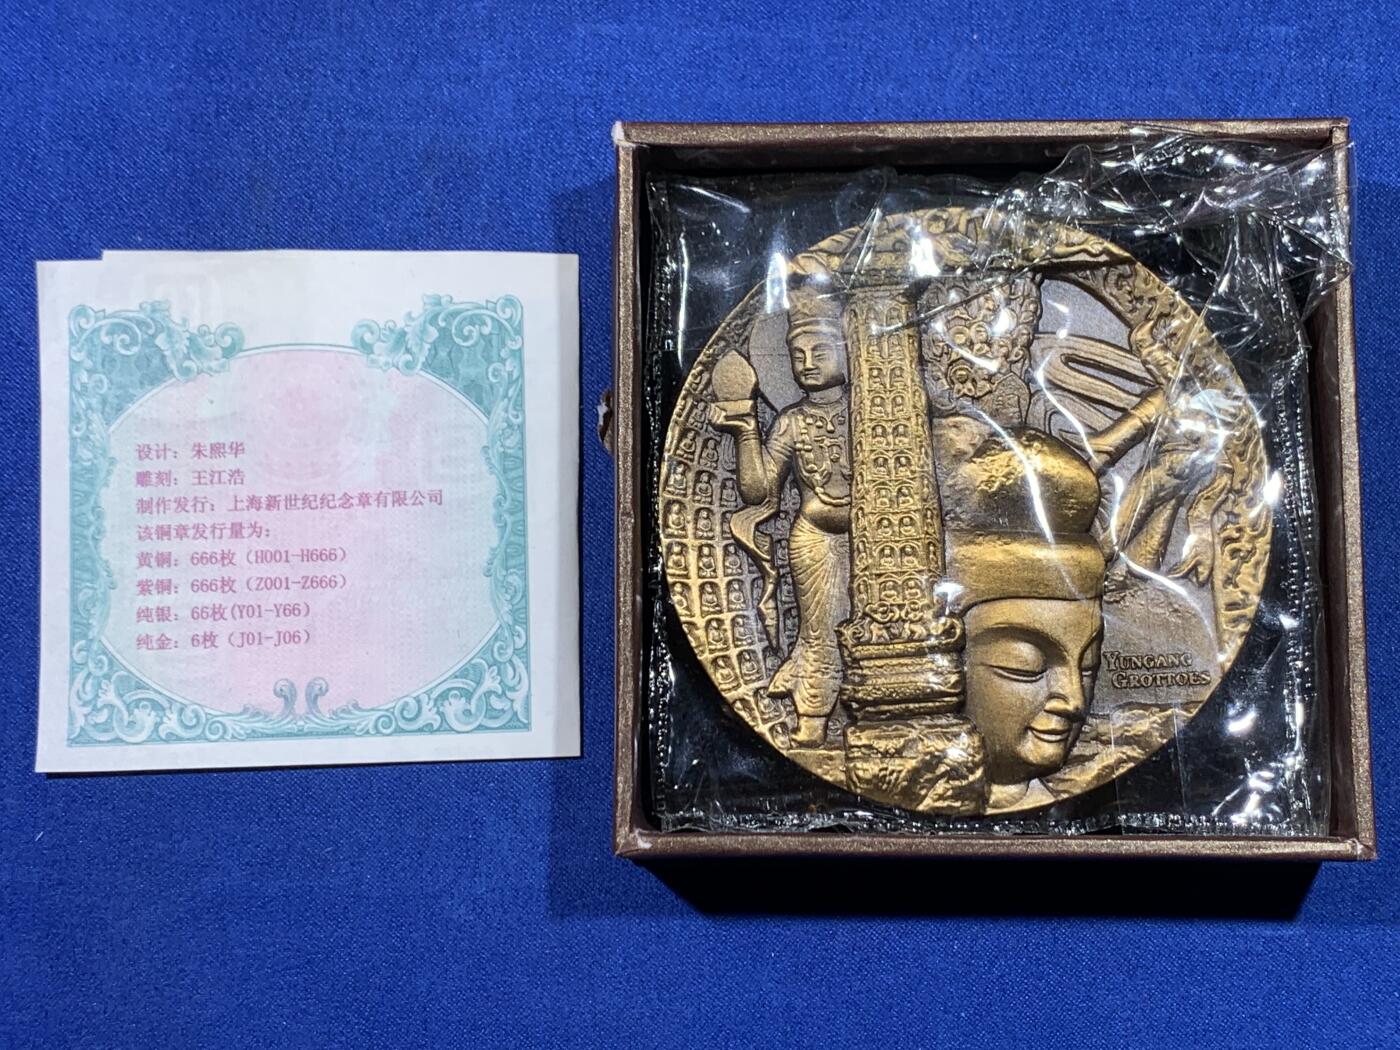 设计：朱熙华
雕刻：王江浩
制作发行：上海新世纪纪念章有限公司
该铜章发行量为：
黄铜：666枚（H001-H666）
紫铜：666枚（Z001-Z666）
纯银：66枚(Y01-Y66）
纯金：6枚（J01-J06）
YUNGANG
GROTTOES